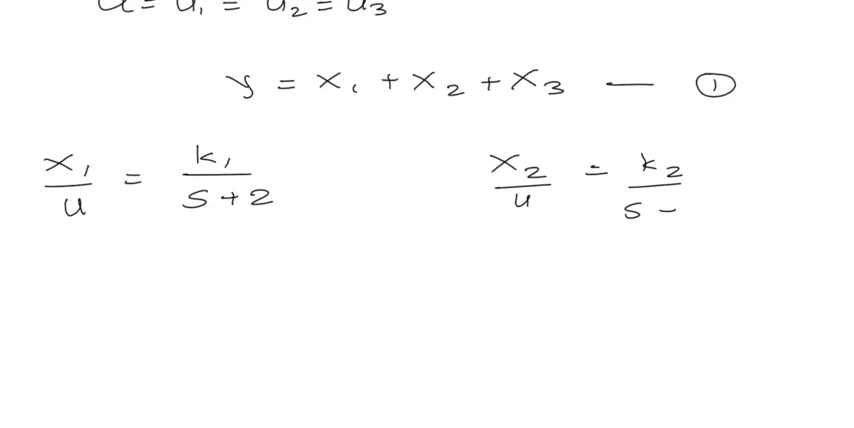 u = u₁ = u₂ = u₃
y = x₁ + x₂ + x₃ — ①
x₁/u = k₁/(s + 2)    x₂/u = k₂/(s -